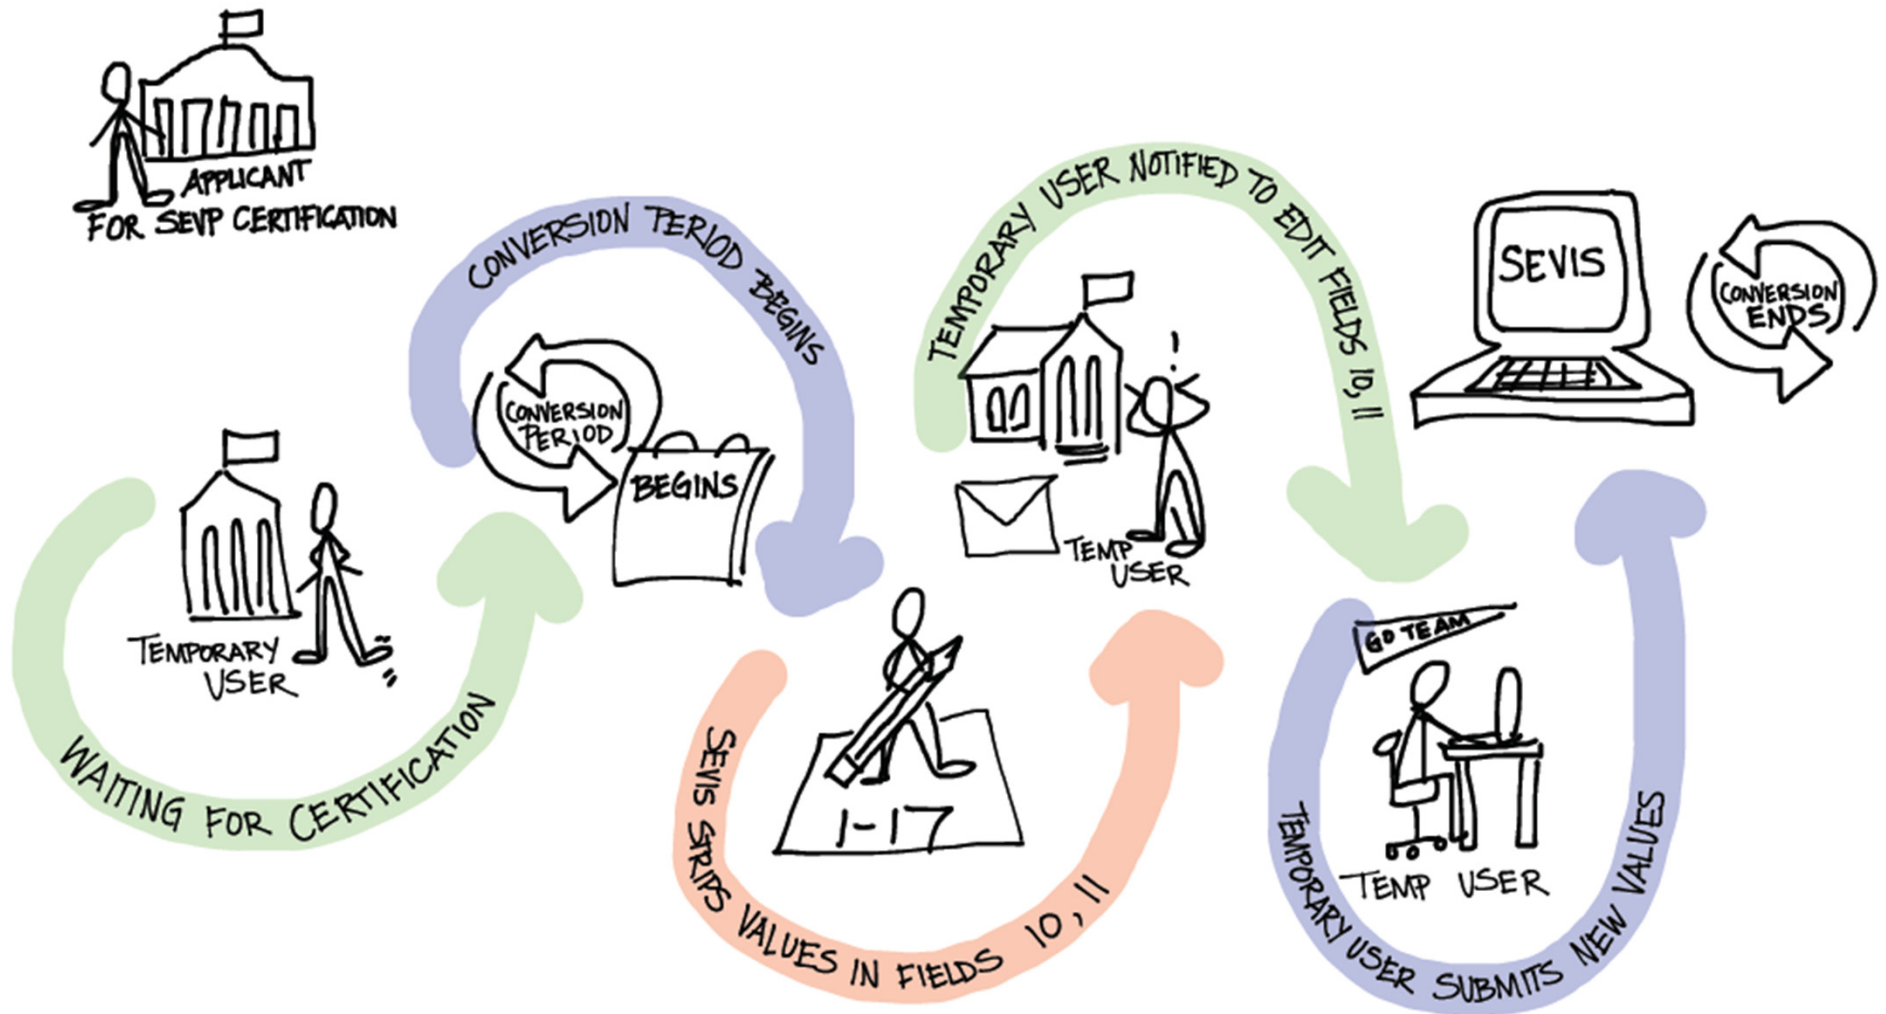 APPLICANT
FOR SEVP CERTIFICATION
TEMPORARY
USER
WAITING FOR CERTIFICATION
CONVERSION PERIOD BEGINS
CONVERSION
PERIOD
BEGINS
SEVIS STRIPS VALUES IN FIELDS 10, 11
I-17
TEMPORARY USER NOTIFIED TO EDIT FIELDS 10, 11
!
TEMP
USER
GO TEAM
TEMP USER
TEMPORARY USER SUBMITS NEW VALUES
SEVIS
CONVERSION
ENDS